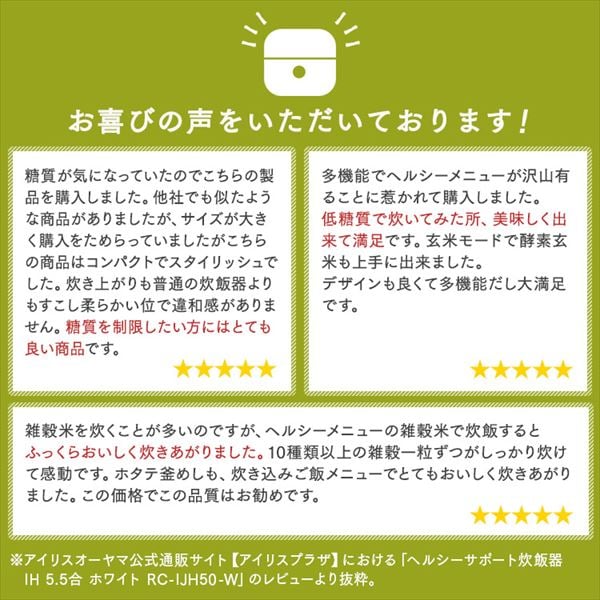 お喜びの声をいただいております！
糖質が気になっていたのでこちらの製
品を購入しました。他社でも似たよう
な商品がありましたが、サイズが大き
く購入をためらっていましたがこちら
の商品はコンパクトでスタイリッシュで
した。炊き上がりも普通の炊飯器より
もすこし柔らかい位で違和感がありま
せん。糖質を制限したい方にはとても
良い商品です。
★★★★★
多機能でヘルシーメニューが沢山有
ることに惹かれて購入しました。
低糖質で炊いてみた所、美味しく出
来て満足です。玄米モードで酵素玄
米も上手に出来ました。
デザインも良くて多機能だし大満足
です。
★★★★★
雑穀米を炊くことが多いのですが、ヘルシーメニューの雑穀米で炊飯すると
ふっくらおいしく炊きあがりました。10種類以上の雑穀一粒ずつがしっかり炊け
て感動です。ホタテ釜めしも、炊き込みご飯メニューでとてもおいしく炊きあがり
ました。この価格でこの品質はお勧めです。
★★★★★
※アイリスオーヤマ公式通販サイト【アイリスプラザ】における「ヘルシーサポート炊飯器
IH 5.5合 ホワイト RC-IJH50-W」のレビューより抜粋。